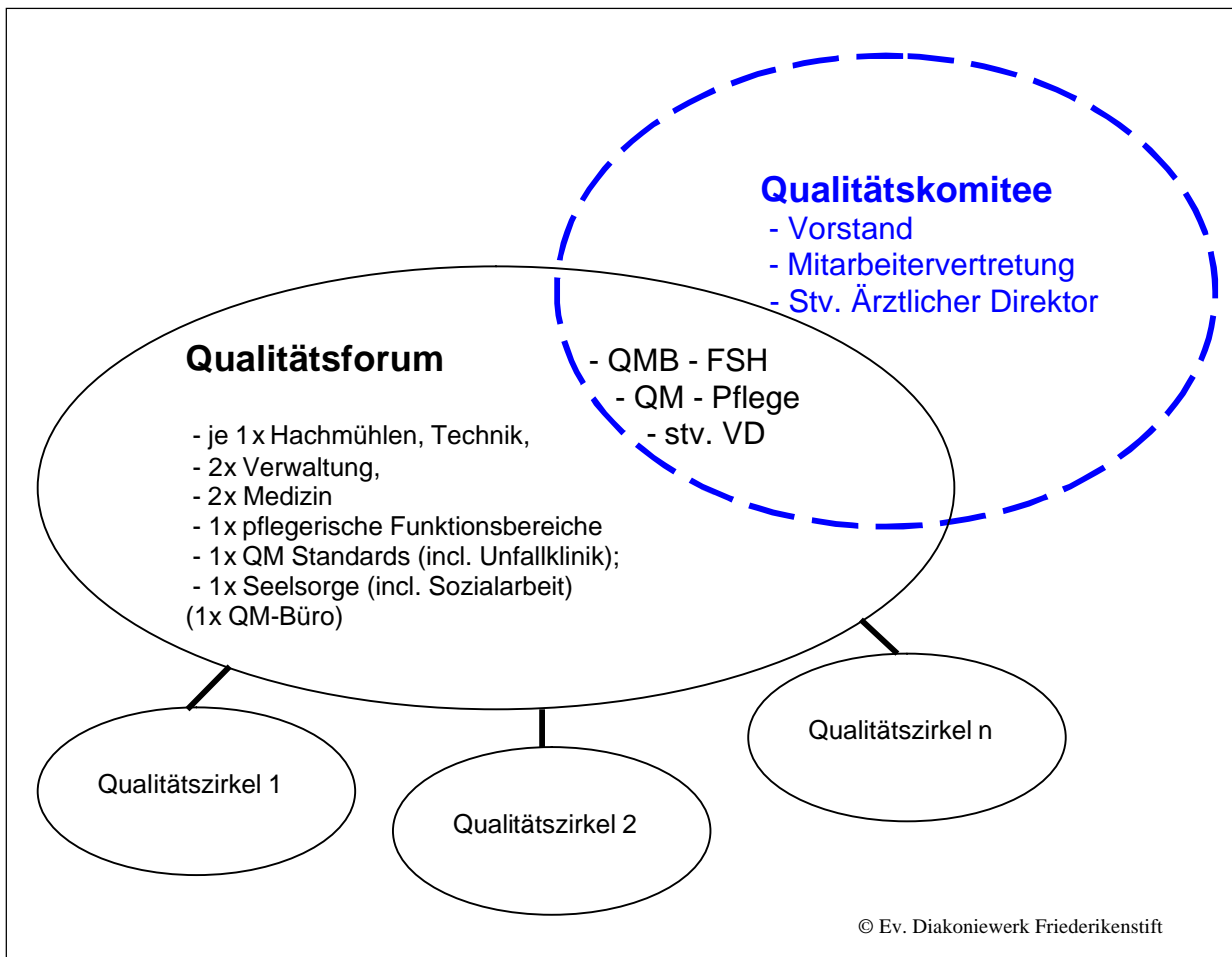 Qualitätskomitee
- Vorstand
- Mitarbeitervertretung
- Stv. Ärztlicher Direktor
Qualitätsforum
- je 1x Hachmühlen, Technik,
- 2x Verwaltung,
- 2x Medizin
- 1x pflegerische Funktionsbereiche
- 1x QM Standards (incl. Unfallklinik);
- 1x Seelsorge (incl. Sozialarbeit)
(1x QM-Büro)
- QMB - FSH
- QM - Pflege
- stv. VD
Qualitätszirkel 1
Qualitätszirkel 2
Qualitätszirkel n
© Ev. Diakoniewerk Friederikenstift